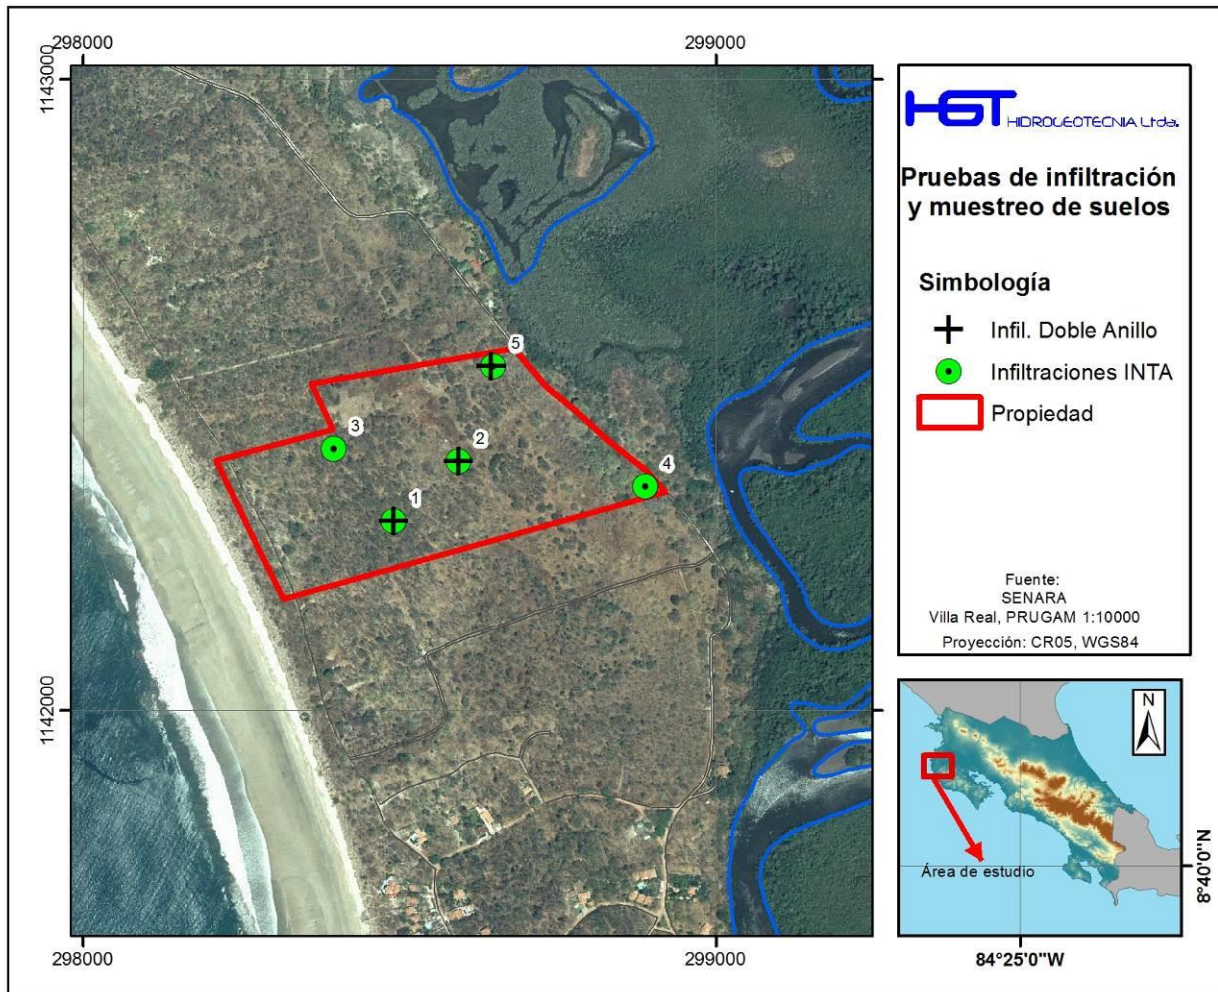 298000
299000
1143000
1142000
5
3
2
4
1
298000
299000
HGT HIDROGEOTECNIA Ltda.
Pruebas de infiltración
y muestreo de suelos
Simbología
Infil. Doble Anillo
Infiltraciones INTA
Propiedad
Fuente:
SENARA
Villa Real, PRUGAM 1:10000
Proyección: CR05, WGS84
N
Área de estudio
8°40'0"N
84°25'0"W